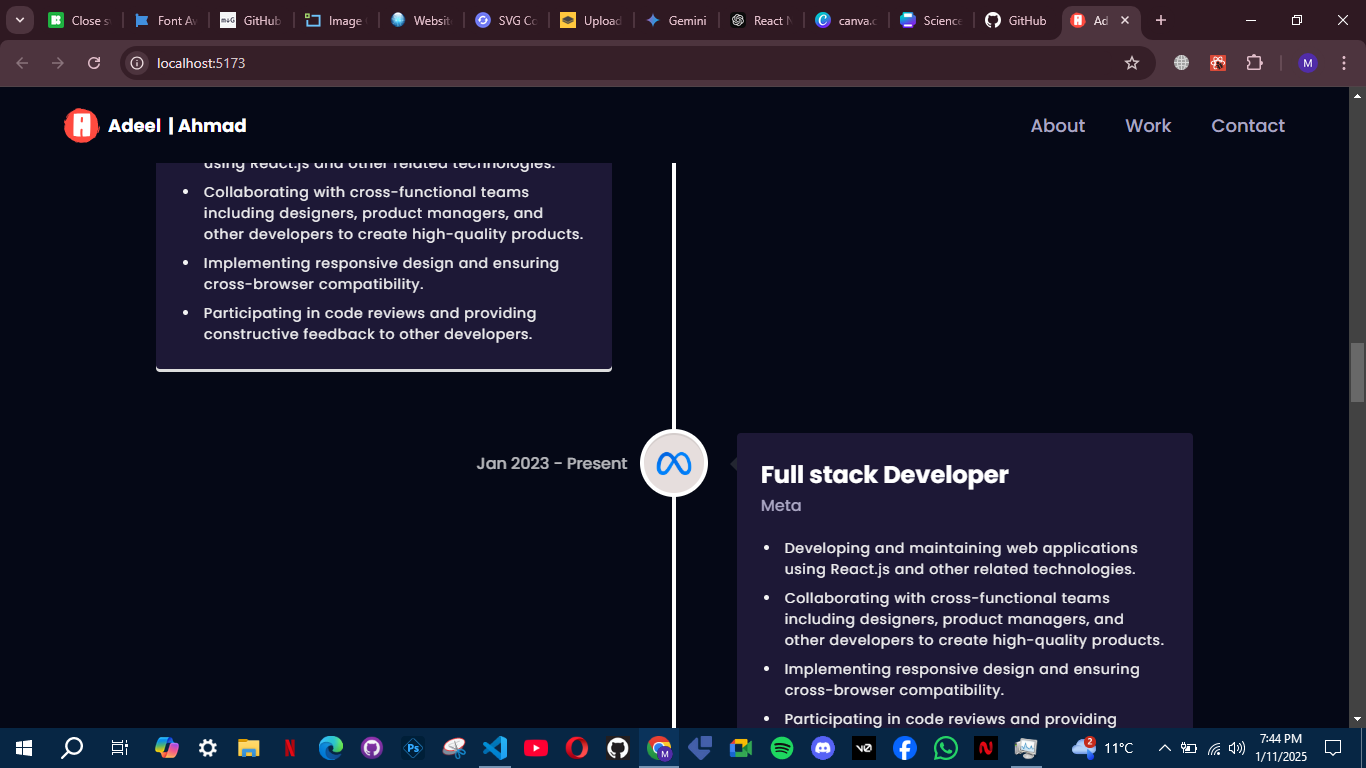 Close s
Font Av
m+G
GitHub
Image
Website
SVG Co
Upload
Gemini
React N
canva.c
Science
GitHub
Ad
localhost:5173
M
Adeel | Ahmad
About
Work
Contact
using React.js and other related technologies.
• Collaborating with cross-functional teams
including designers, product managers, and
other developers to create high-quality products.
• Implementing responsive design and ensuring
cross-browser compatibility.
• Participating in code reviews and providing
constructive feedback to other developers.
Jan 2023 - Present
Full stack Developer
Meta
• Developing and maintaining web applications
using React.js and other related technologies.
• Collaborating with cross-functional teams
including designers, product managers, and
other developers to create high-quality products.
• Implementing responsive design and ensuring
cross-browser compatibility.
• Participating in code reviews and providing
Ps
M
v0
2
11°C
7:44 PM
1/11/2025